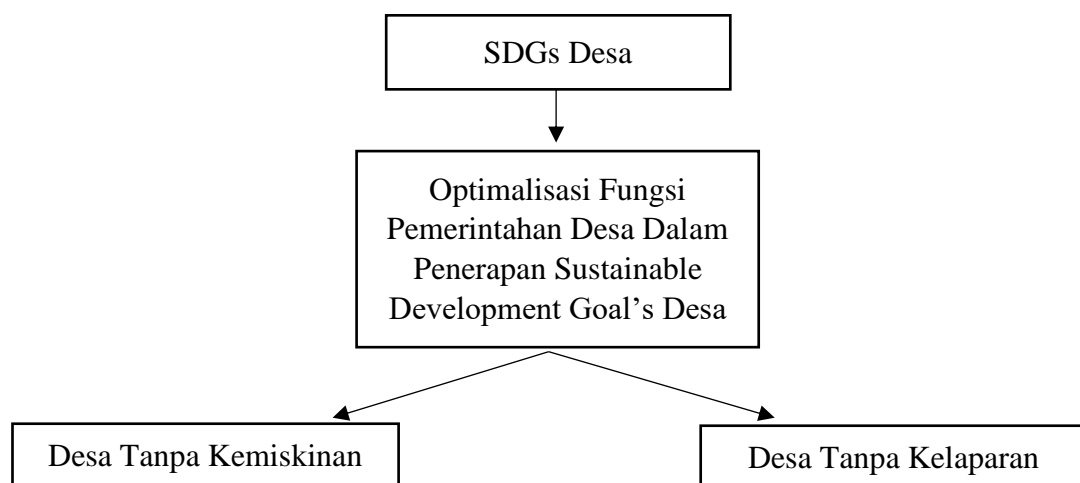 SDGs Desa
Optimalisasi Fungsi
Pemerintahan Desa Dalam
Penerapan Sustainable
Development Goal’s Desa
Desa Tanpa Kemiskinan
Desa Tanpa Kelaparan